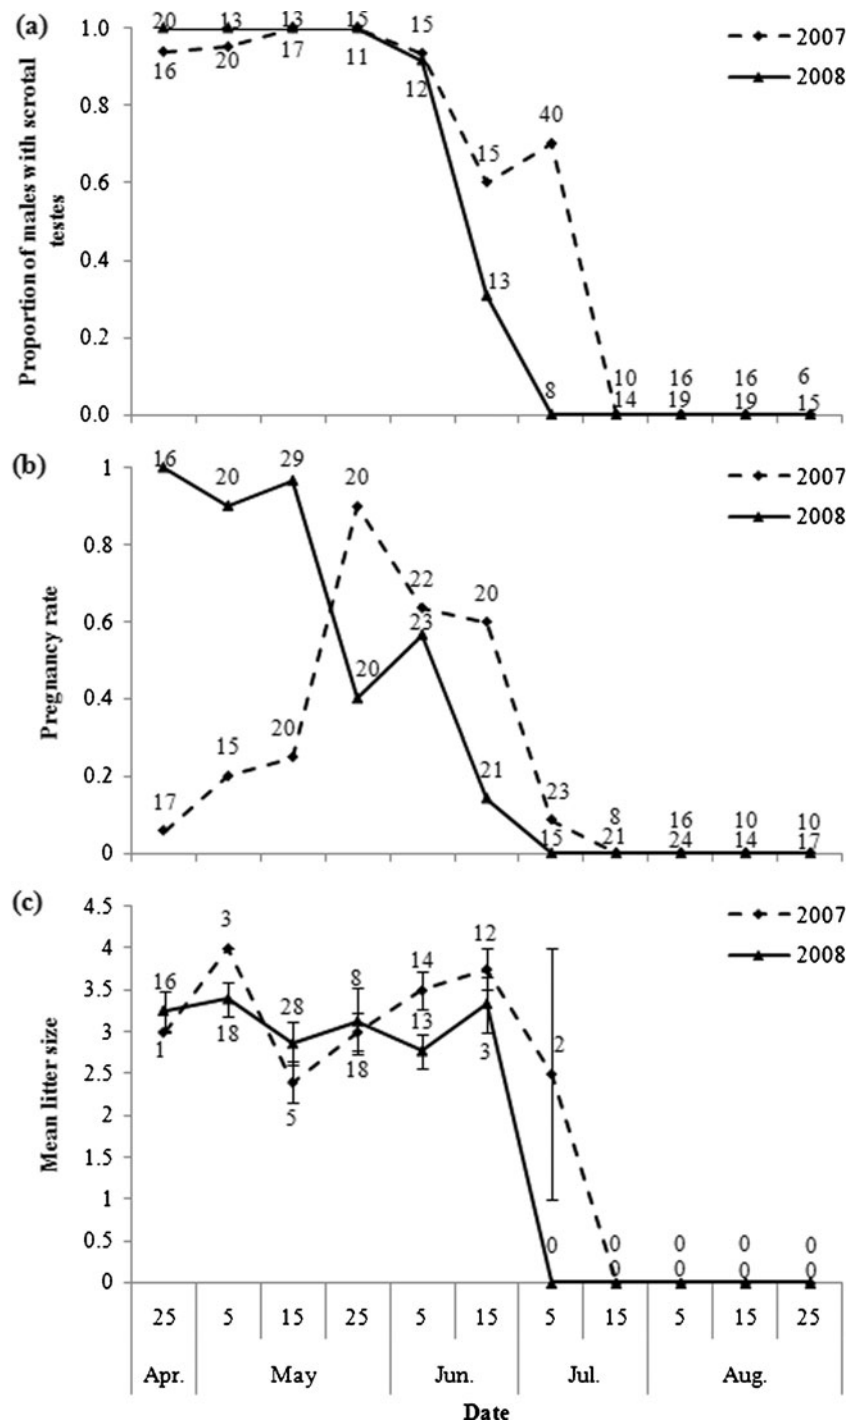 (a)
20 13 13 15 15
1.0
16 20 17 11 12
2007
2008
0.8
40
15
0.6
0.4
13
0.2
8 10 16 16 6
14 19 19 15
0.0
Proportion of males with scrotal
testes
(b)
1
16 20 29 20
2007
2008
0.8
22 20
0.6
23
20
0.4
15 20
0.2
17
21
23 8 16 10 10
15 21 24 14 17
0
Pregnancy rate
(c)
4.5
3 12
2007
2008
4
16 28 8 14
3.5
18 13
3
1 18 3 2
2.5
5
2
1.5
1
0.5
0 0 0 0 0
0 0 0 0
0
Mean litter size
25 5 15 25 5 15 5 15 5 15 25
Apr. May Jun. Jul. Aug.
Date